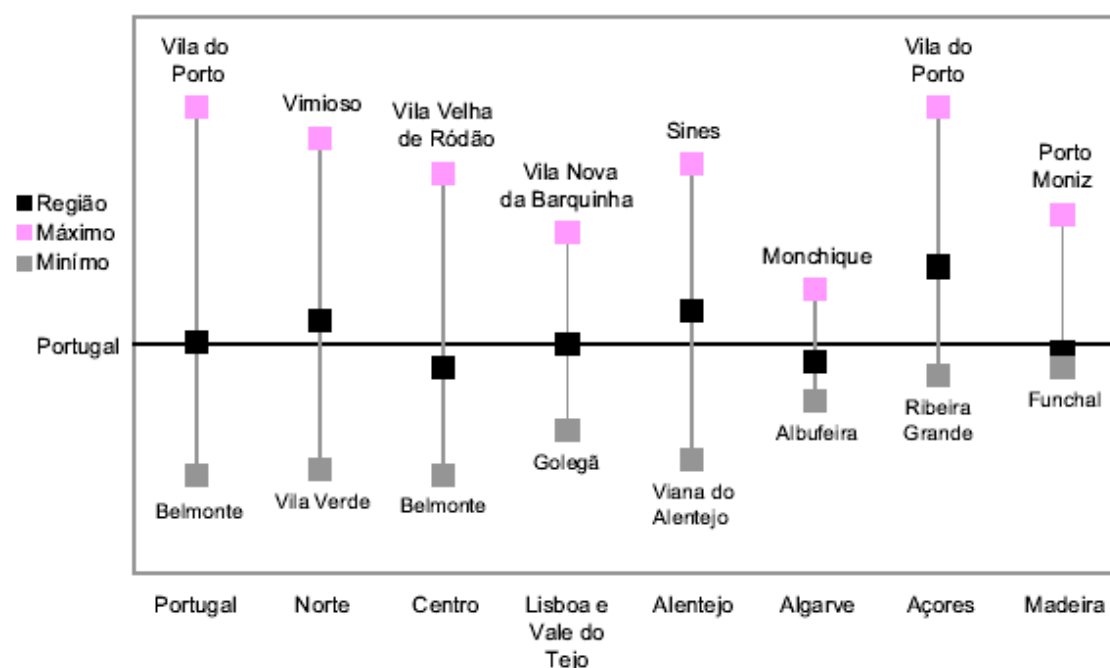 Vila do
Porto
Vimioso
Vila Velha
de Ródão
Vila Nova
da Barquinha
Sines
Monchique
Vila do
Porto
Porto
Moniz
Região
Máximo
Minímo
Portugal
Belmonte
Vila Verde
Belmonte
Golegã
Viana do
Alentejo
Albufeira
Ribeira
Grande
Funchal
Portugal
Norte
Centro
Lisboa e
Vale do
Tejo
Alentejo
Algarve
Açores
Madeira